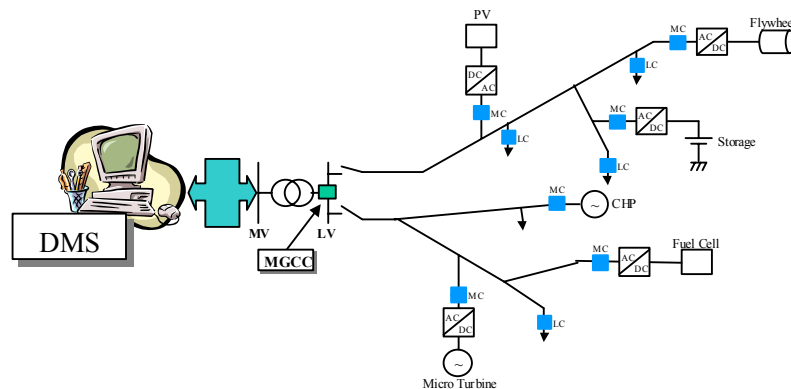 PV
Flywheel
MC
AC
DC
DC
AC
LC
MC
LC
MC
AC
DC
Storage
LC
MC
~
CHP
MV
LV
MGCC
DMS
MC
AC
DC
Fuel Cell
MC
AC
DC
LC
~
Micro Turbine